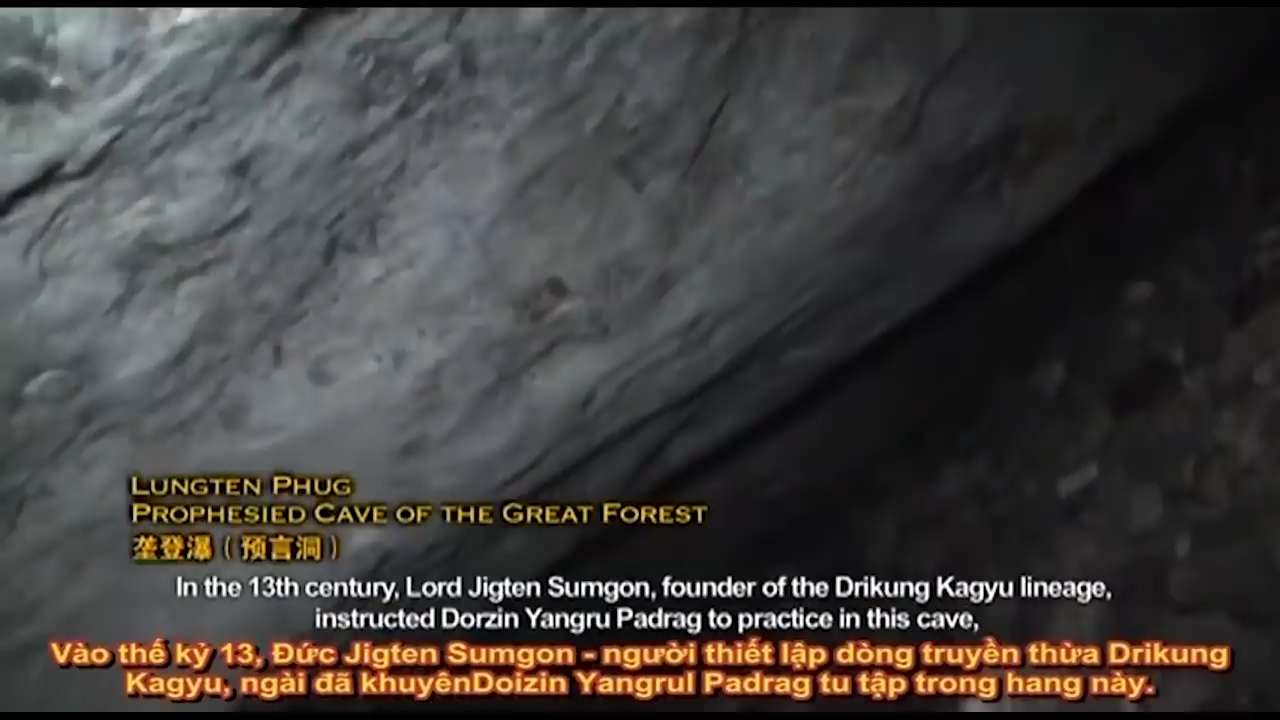 LUNGTEN PHUG
PROPHESIED CAVE OF THE GREAT FOREST
垄登瀑（预言洞）
In the 13th century, Lord Jigten Sumgon, founder of the Drikung Kagyu lineage,
instructed Dorzin Yangru Padrag to practice in this cave,
Vào thế kỷ 13, Đức Jigten Sumgon - người thiết lập dòng truyền thừa Drikung
Kagyu, ngài đã khuyênDoizin Yangrul Padrag tu tập trong hang này.